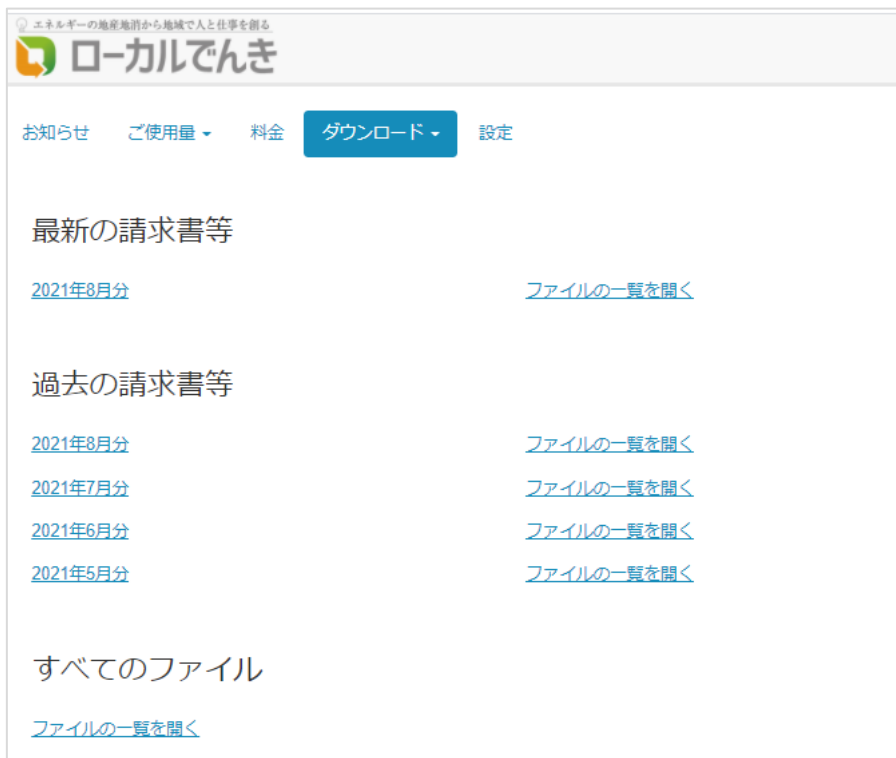 エネルギーの地産地消から地域で人と仕事を創る
ローカルでんき
お知らせ ご使用量 料金 ダウンロード 設定
最新の請求書等
2021年8月分 ファイルの一覧を開く
過去の請求書等
2021年8月分 ファイルの一覧を開く
2021年7月分 ファイルの一覧を開く
2021年6月分 ファイルの一覧を開く
2021年5月分 ファイルの一覧を開く
すべてのファイル
ファイルの一覧を開く